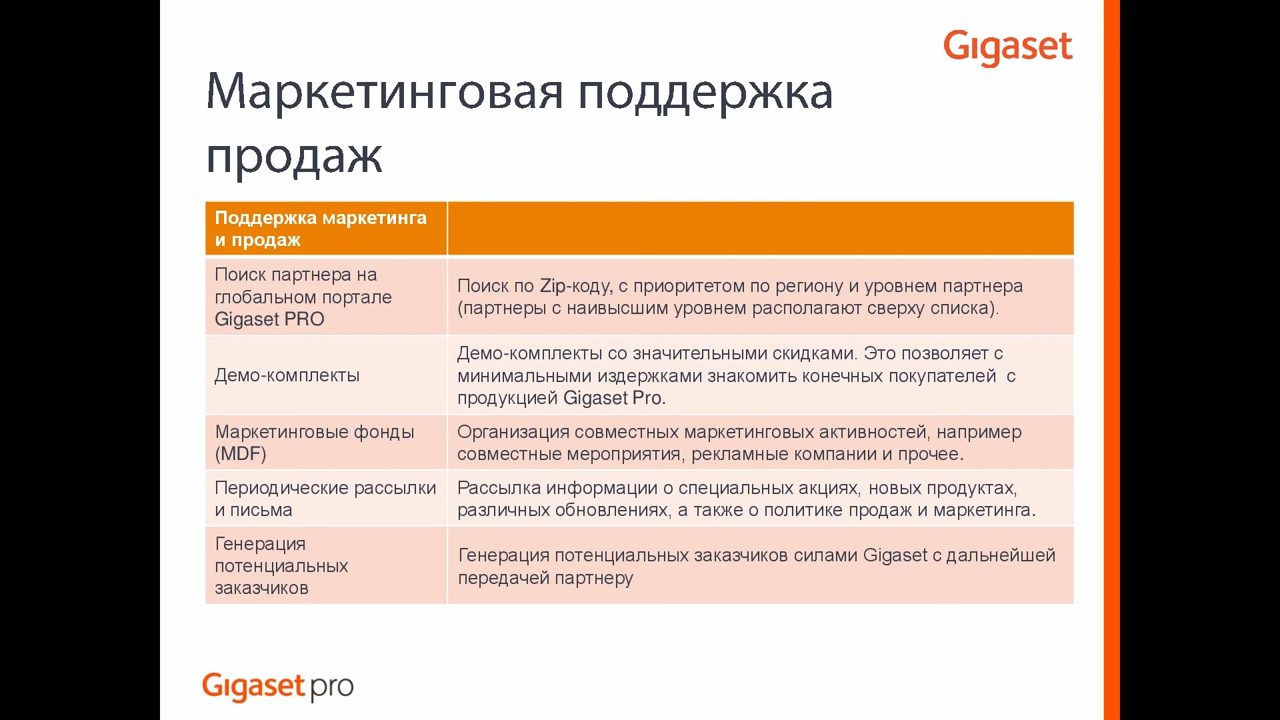 Gigaset
Маркетинговая поддержка
продаж
Поддержка маркетинга
и продаж
Поиск партнера на
глобальном портале
Gigaset PRO
Поиск по Zip-коду, с приоритетом по региону и уровнем партнера
(партнеры с наивысшим уровнем располагают сверху списка).
Демо-комплекты
Демо-комплекты со значительными скидками. Это позволяет с
минимальными издержками знакомить конечных покупателей с
продукцией Gigaset Pro.
Маркетинговые фонды
(MDF)
Организация совместных маркетинговых активностей, например
совместные мероприятия, рекламные компании и прочее.
Периодические рассылки
и письма
Рассылка информации о специальных акциях, новых продуктах,
различных обновлениях, а также о политике продаж и маркетинга.
Генерация
потенциальных
заказчиков
Генерация потенциальных заказчиков силами Gigaset с дальнейшей
передачей партнеру
Gigaset pro